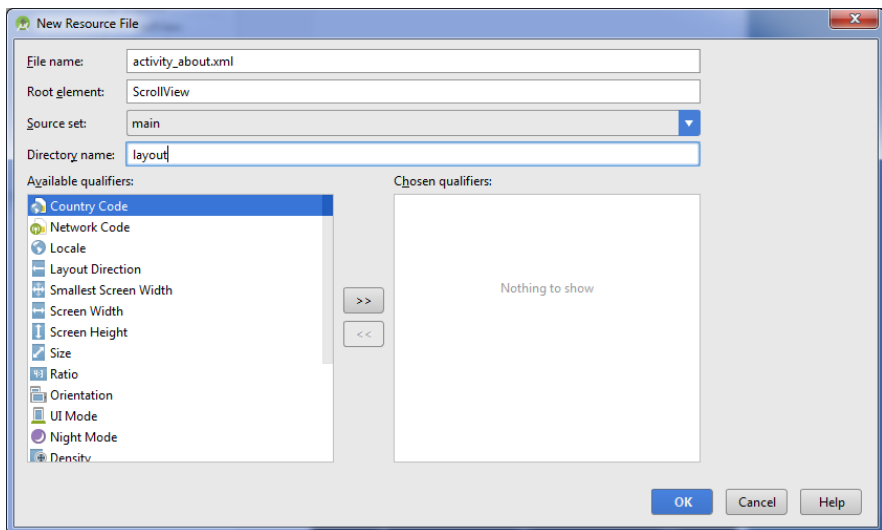 New Resource File
File name: activity_about.xml
Root element: ScrollView
Source set: main
Directory name: layout
Available qualifiers: Chosen qualifiers:
Country Code
Network Code
Locale
Layout Direction
Smallest Screen Width
Screen Width
Screen Height
Size
Ratio
Orientation
UI Mode
Night Mode
Density
>>
<<
Nothing to show
OK Cancel Help